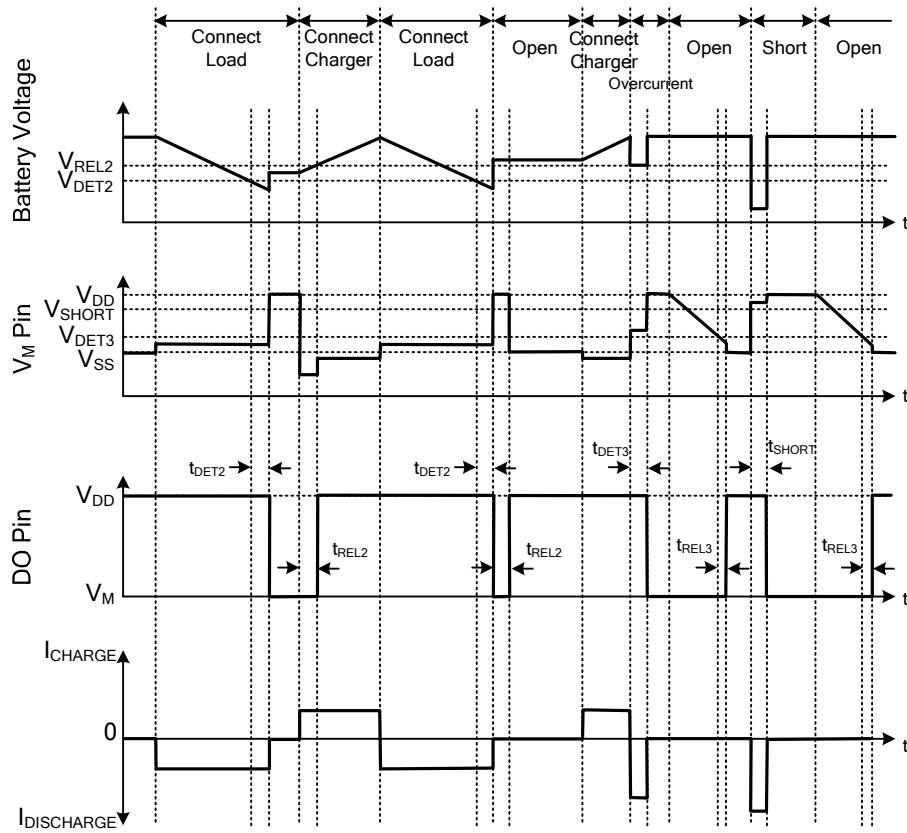 Connect Load
Connect Charger
Connect Load
Open
Connect Charger
Overcurrent
Open
Short
Open
Battery Voltage
VREL2
VDET2
t
VM Pin
VDD
VSHORT
VDET3
VSS
t
DO Pin
tDET2
tDET2
tDET3
tSHORT
VDD
tREL2
tREL2
tREL3
tREL3
VM
t
ICHARGE
0
t
IDISCHARGE